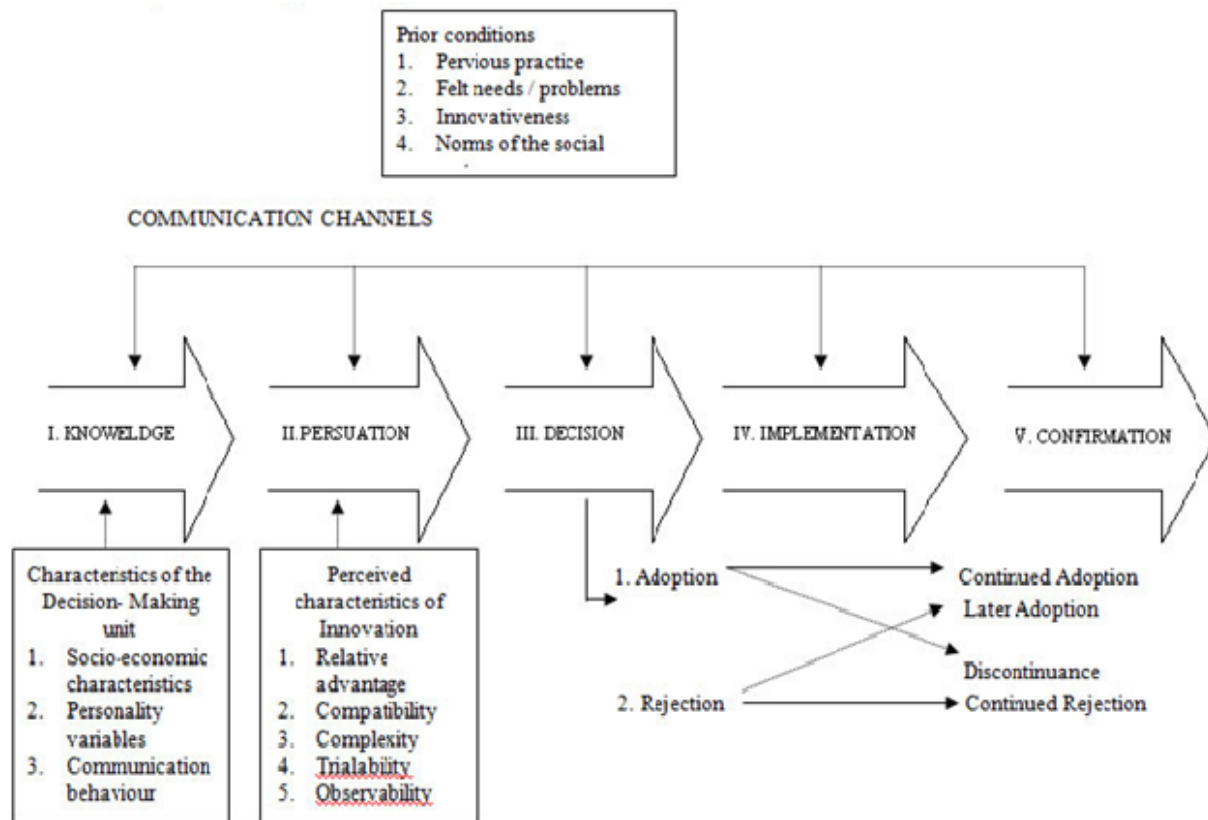 Prior conditions
1. Pervious practice
2. Felt needs / problems
3. Innovativeness
4. Norms of the social
COMMUNICATION CHANNELS
I. KNOWELDGE
II.PERSUATION
III. DECISION
IV. IMPLEMENTATION
V. CONFIRMATION
Characteristics of the
Decision- Making
unit
1. Socio-economic
characteristics
2. Personality
variables
3. Communication
behaviour
Perceived
characteristics of
Innovation
1. Relative
advantage
2. Compatibility
3. Complexity
4. Trialability
5. Observability
1. Adoption
2. Rejection
Continued Adoption
Later Adoption
Discontinuance
Continued Rejection